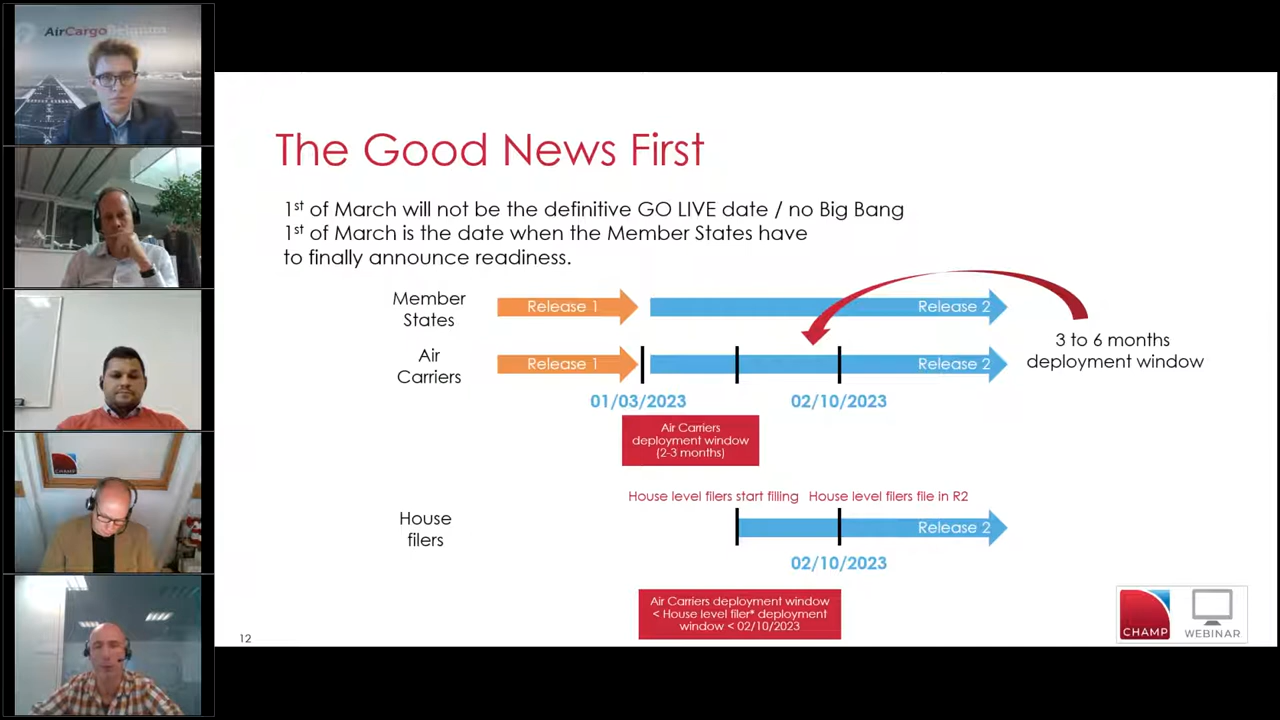 AirCargoBelgium
The Good News First
1st of March will not be the definitive GO LIVE date / no Big Bang
1st of March is the date when the Member States have
to finally announce readiness.
Member
States
Release 1
Release 2
Air
Carriers
Release 1
Release 2
3 to 6 months
deployment window
01/03/2023
02/10/2023
Air Carriers
deployment window
(2-3 months)
House level filers start filling
House level filers file in R2
House
filers
Release 2
02/10/2023
Air Carriers deployment window
< House level filer* deployment
window < 02/10/2023
12
CHAMP
WEBINAR
CHAMP